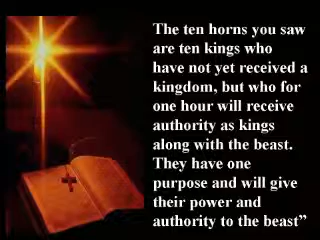 The ten horns you saw
are ten kings who
have not yet received a
kingdom, but who for
one hour will receive
authority as kings
along with the beast.
They have one
purpose and will give
their power and
authority to the beast”